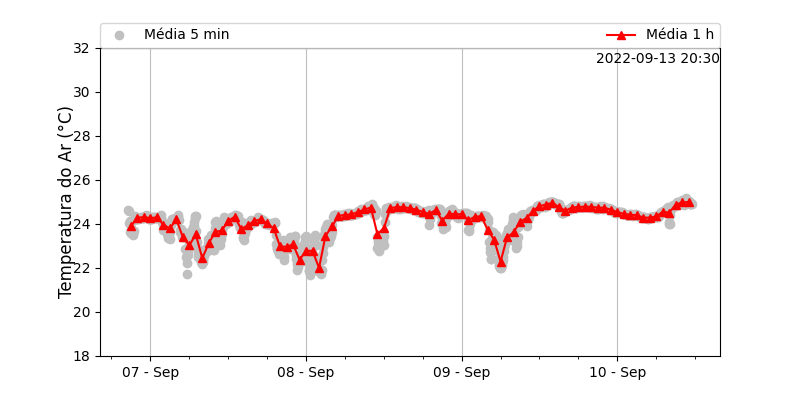 Média 5 min
Média 1 h
2022-09-13 20:30
Temperatura do Ar (°C)
32
30
28
26
24
22
20
18
07 - Sep
08 - Sep
09 - Sep
10 - Sep